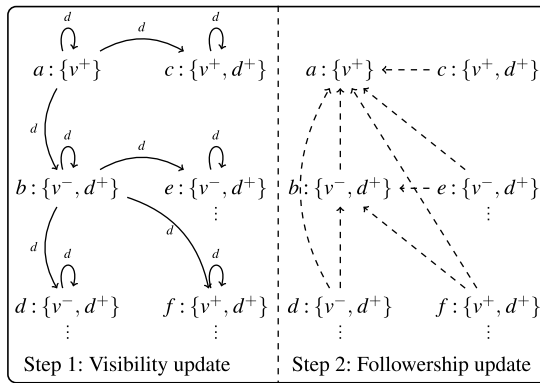 d d
d
a : {v⁺} c : {v⁺, d⁺} a : {v⁺} c : {v⁺, d⁺}
d d d
d
b : {v⁻, d⁺} e : {v⁻, d⁺} b : {v⁻, d⁺} e : {v⁻, d⁺}
⋮ ⋮
d
d d d
d : {v⁻, d⁺} f : {v⁺, d⁺} d : {v⁻, d⁺} f : {v⁺, d⁺}
⋮ ⋮ ⋮ ⋮
Step 1: Visibility update Step 2: Followership update